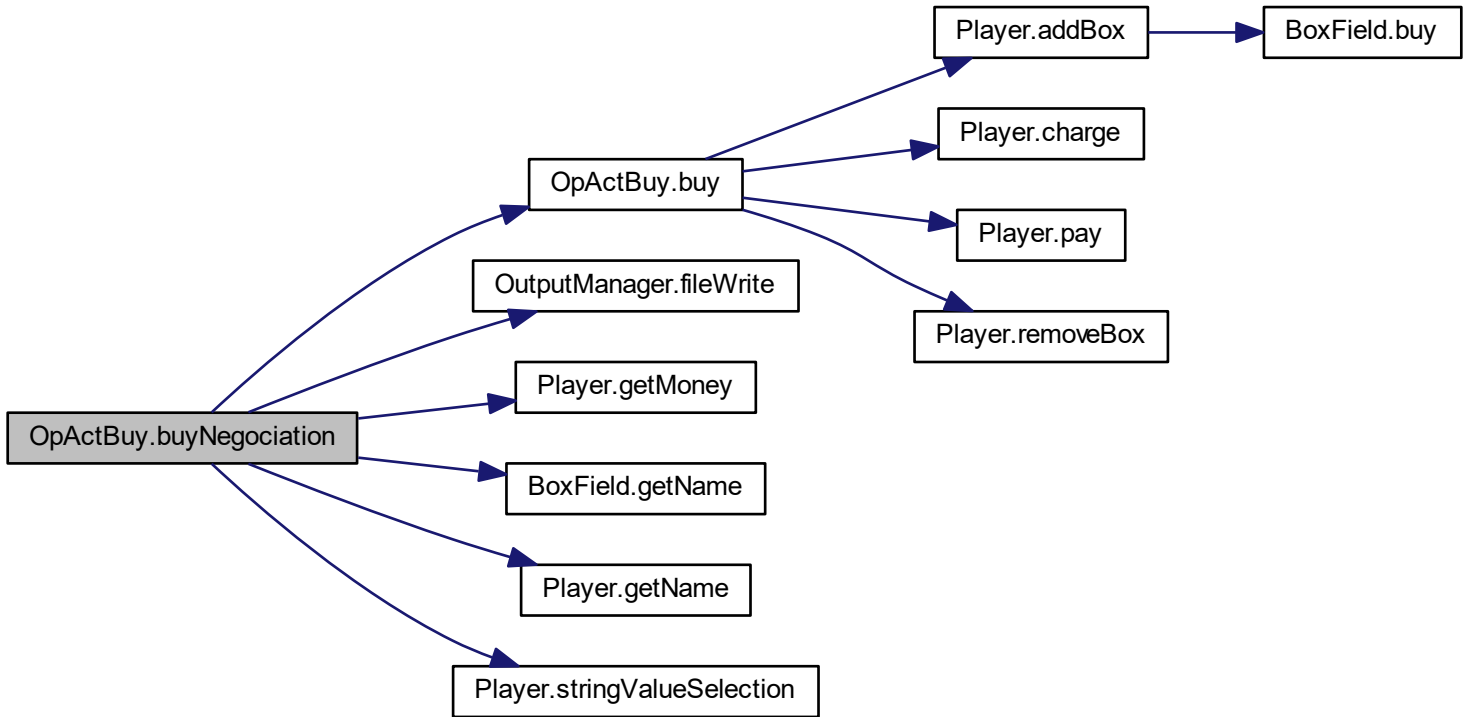 Player.addBox
BoxField.buy
Player.charge
OpActBuy.buy
Player.pay
OutputManager.fileWrite
Player.removeBox
Player.getMoney
OpActBuy.buyNegociation
BoxField.getName
Player.getName
Player.stringValueSelection